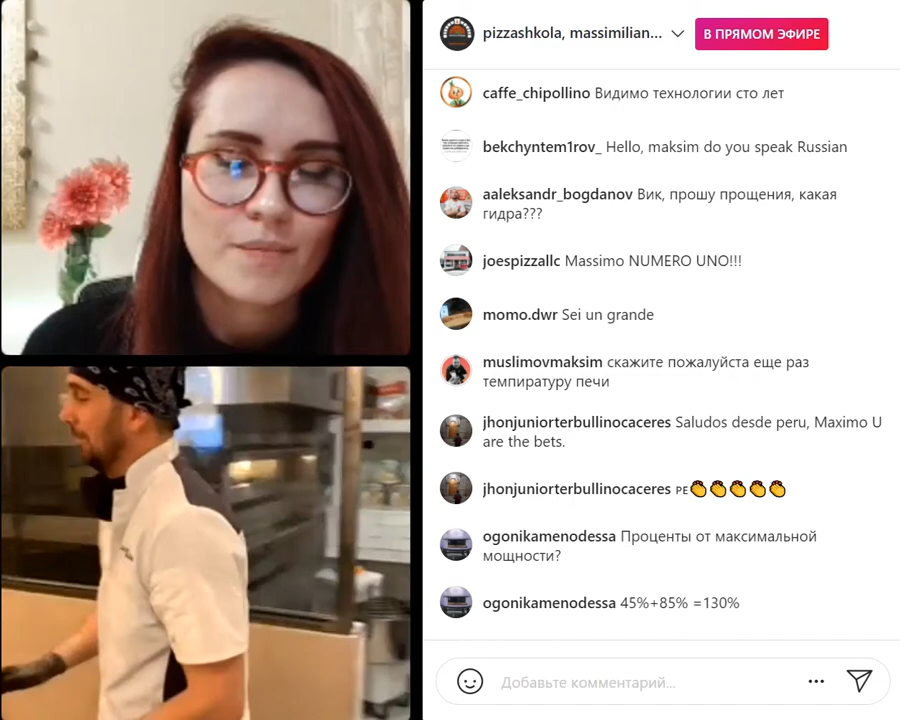 pizzashkola, massimilian...
В ПРЯМОМ ЭФИРЕ
caffe_chipollino Видимо технологии сто лет
bekchyntem1rov_ Hello, maksim do you speak Russian
aaleksandr_bogdanov Вик, прошу прощения, какая
гидра???
joespizzallc Massimo NUMERO UNO!!!
momo.dwr Sei un grande
muslimovmaksim скажите пожалуйста еще раз
темпиратуру печи
jhonjuniorterbullinocaceres Saludos desde peru, Maximo U
are the bets.
jhonjuniorterbullinocaceres ᴘᴇ👏👏👏👏👏
ogonikamenodessa Проценты от максимальной
мощности?
ogonikamenodessa 45%+85% =130%
Добавьте комментарий...